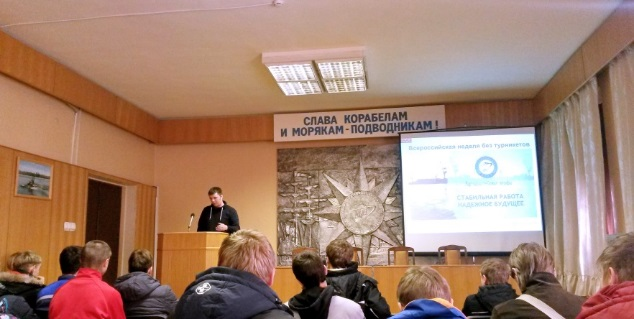 СЛАВА КОРАБЕЛАМ
И МОРЯКАМ-ПОДВОДНИКАМ!
Всероссийская неделя без турникетов
СТАБИЛЬНАЯ РАБОТА
НАДЕЖНОЕ БУДУЩЕЕ